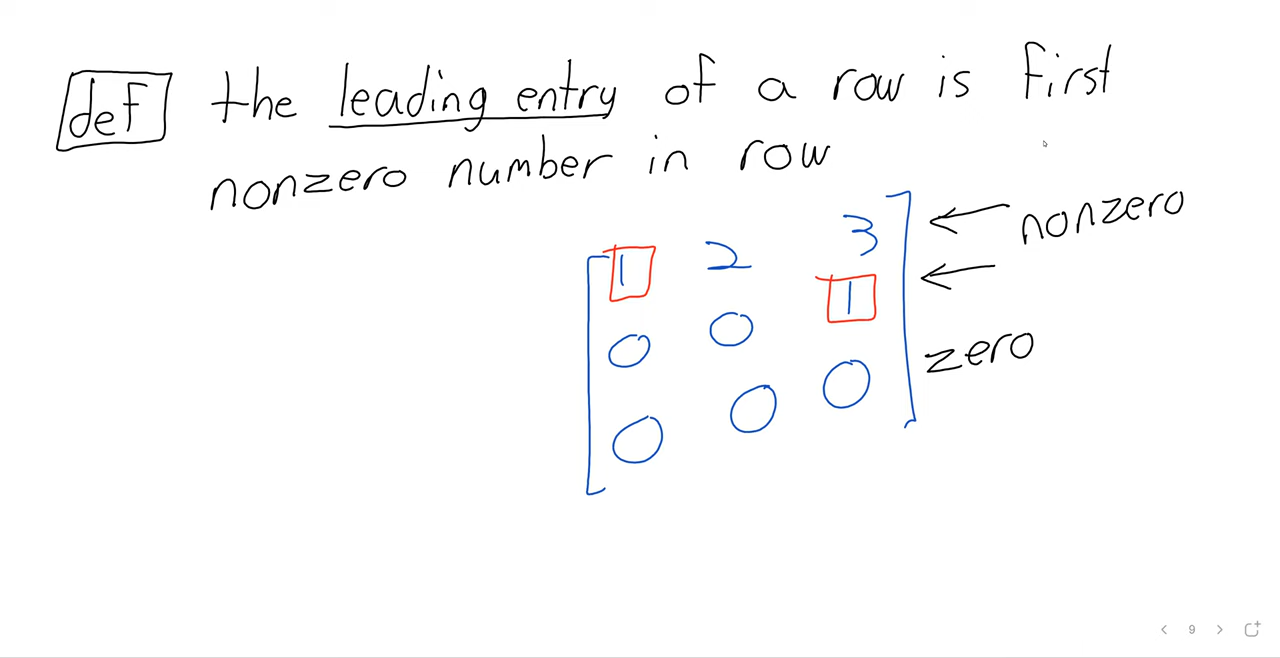 def the leading entry of a row is first
nonzero number in row
1 2 3 nonzero
0 0 1
0 0 0 zero
9